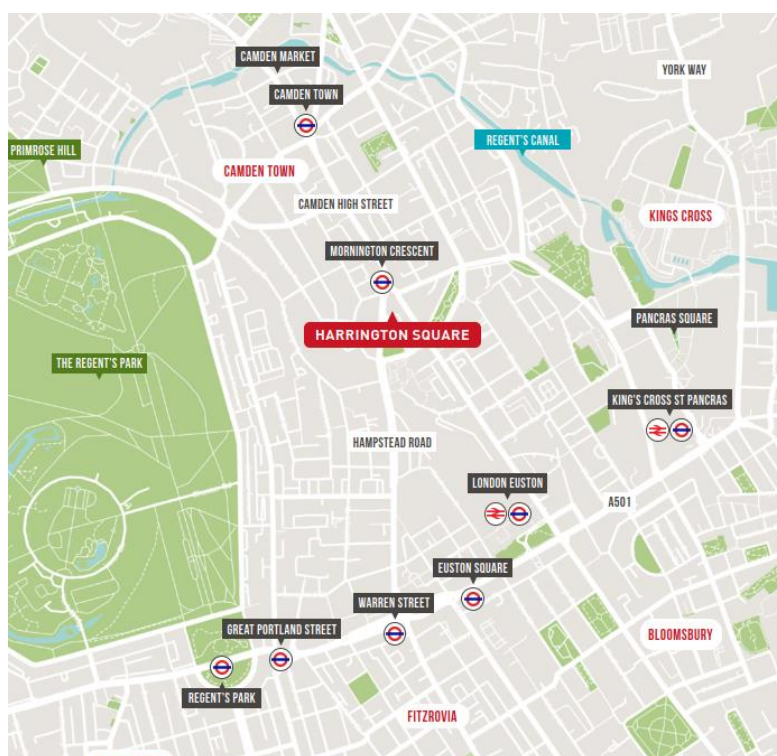 CAMDEN MARKET
YORK WAY
CAMDEN TOWN
REGENT'S CANAL
PRIMROSE HILL
CAMDEN TOWN
CAMDEN HIGH STREET
KINGS CROSS
MORNINGTON CRESCENT
PANCRAS SQUARE
HARRINGTON SQUARE
THE REGENT'S PARK
KING'S CROSS ST PANCRAS
HAMPSTEAD ROAD
LONDON EUSTON
A501
EUSTON SQUARE
WARREN STREET
GREAT PORTLAND STREET
BLOOMSBURY
REGENT'S PARK
FITZROVIA